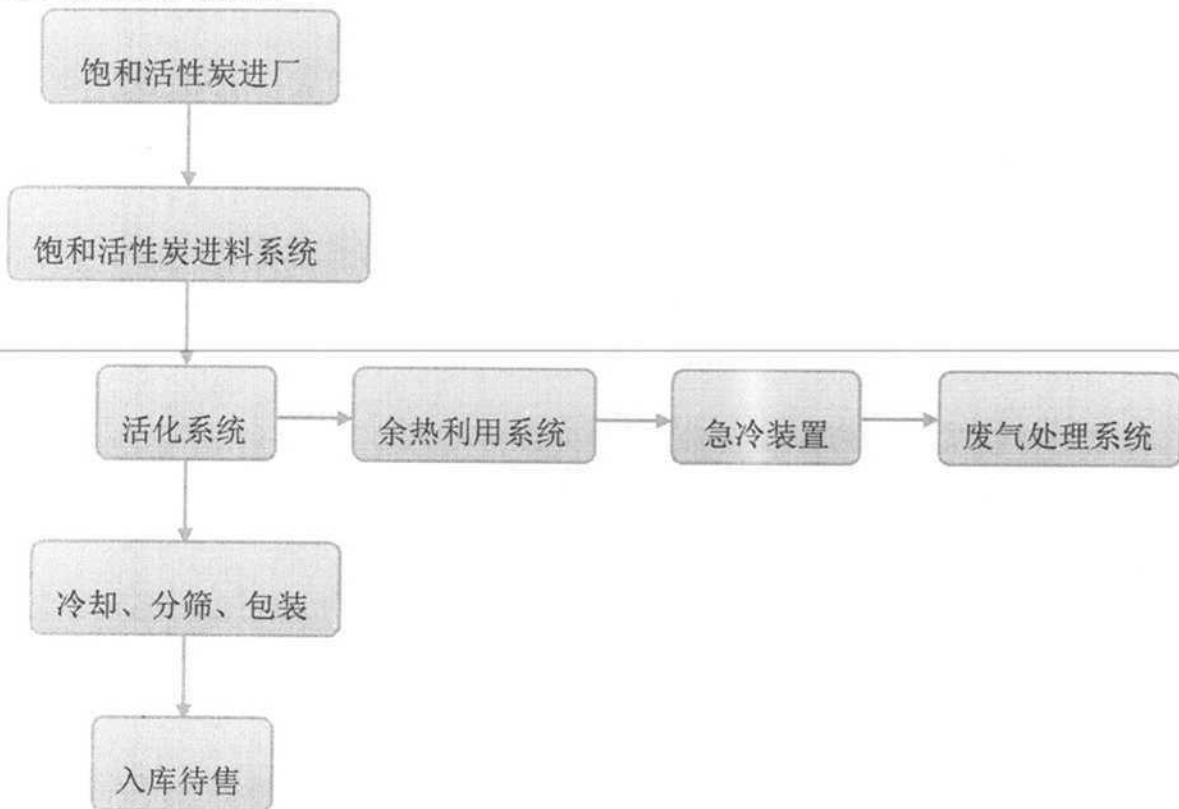 饱和活性炭进厂
饱和活性炭进料系统
活化系统
余热利用系统
急冷装置
废气处理系统
冷却、分筛、包装
入库待售